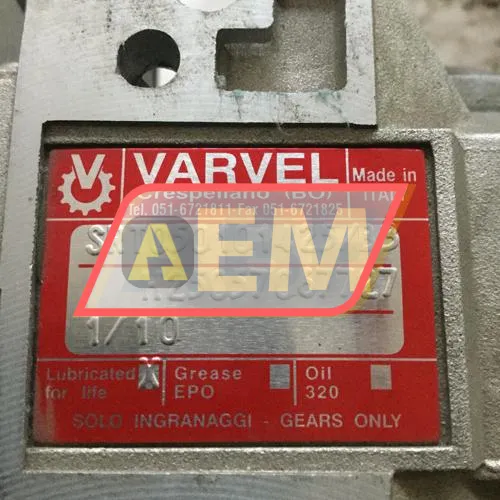 VARVEL
Made in
Crespellano (BO)
ITALY
Tel. 051-6721811-Fax 051-6721825
AEM
1/10
Lubricated for life
Grease EPO
Oil 320
SOLO INGRANAGGI - GEARS ONLY